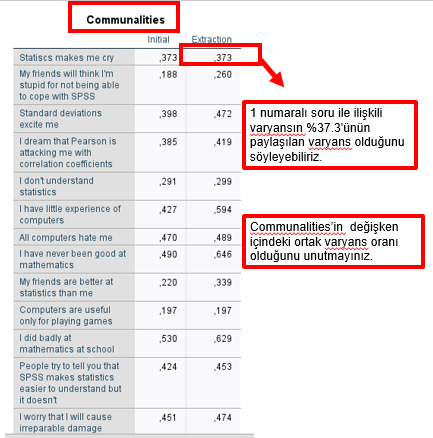 Communalities
Initial Extraction
Statiscs makes me cry ,373 ,373
My friends will think I'm
stupid for not being able
to cope with SPSS ,188 ,260
Standard deviations
excite me ,398 ,472
I dream that Pearson is
attacking me with
correlation coefficients ,385 ,419
I don't understand
statistics ,291 ,299
I have little experience of
computers ,427 ,594
All computers hate me ,470 ,489
I have never been good at
mathematics ,490 ,646
My friends are better at
statistics than me ,220 ,339
Computers are useful
only for playing games ,197 ,197
I did badly at
mathematics at school ,530 ,629
People try to tell you that
SPSS makes statistics
easier to understand but
it doesn't ,424 ,453
I worry that I will cause
irreparable damage ,451 ,474
1 numaralı soru ile ilişkili
varyansın %37.3'ünün
paylaşılan varyans olduğunu
söyleyebiliriz.
Communalities'in değişken
içindeki ortak varyans oranı
olduğunu unutmayınız.